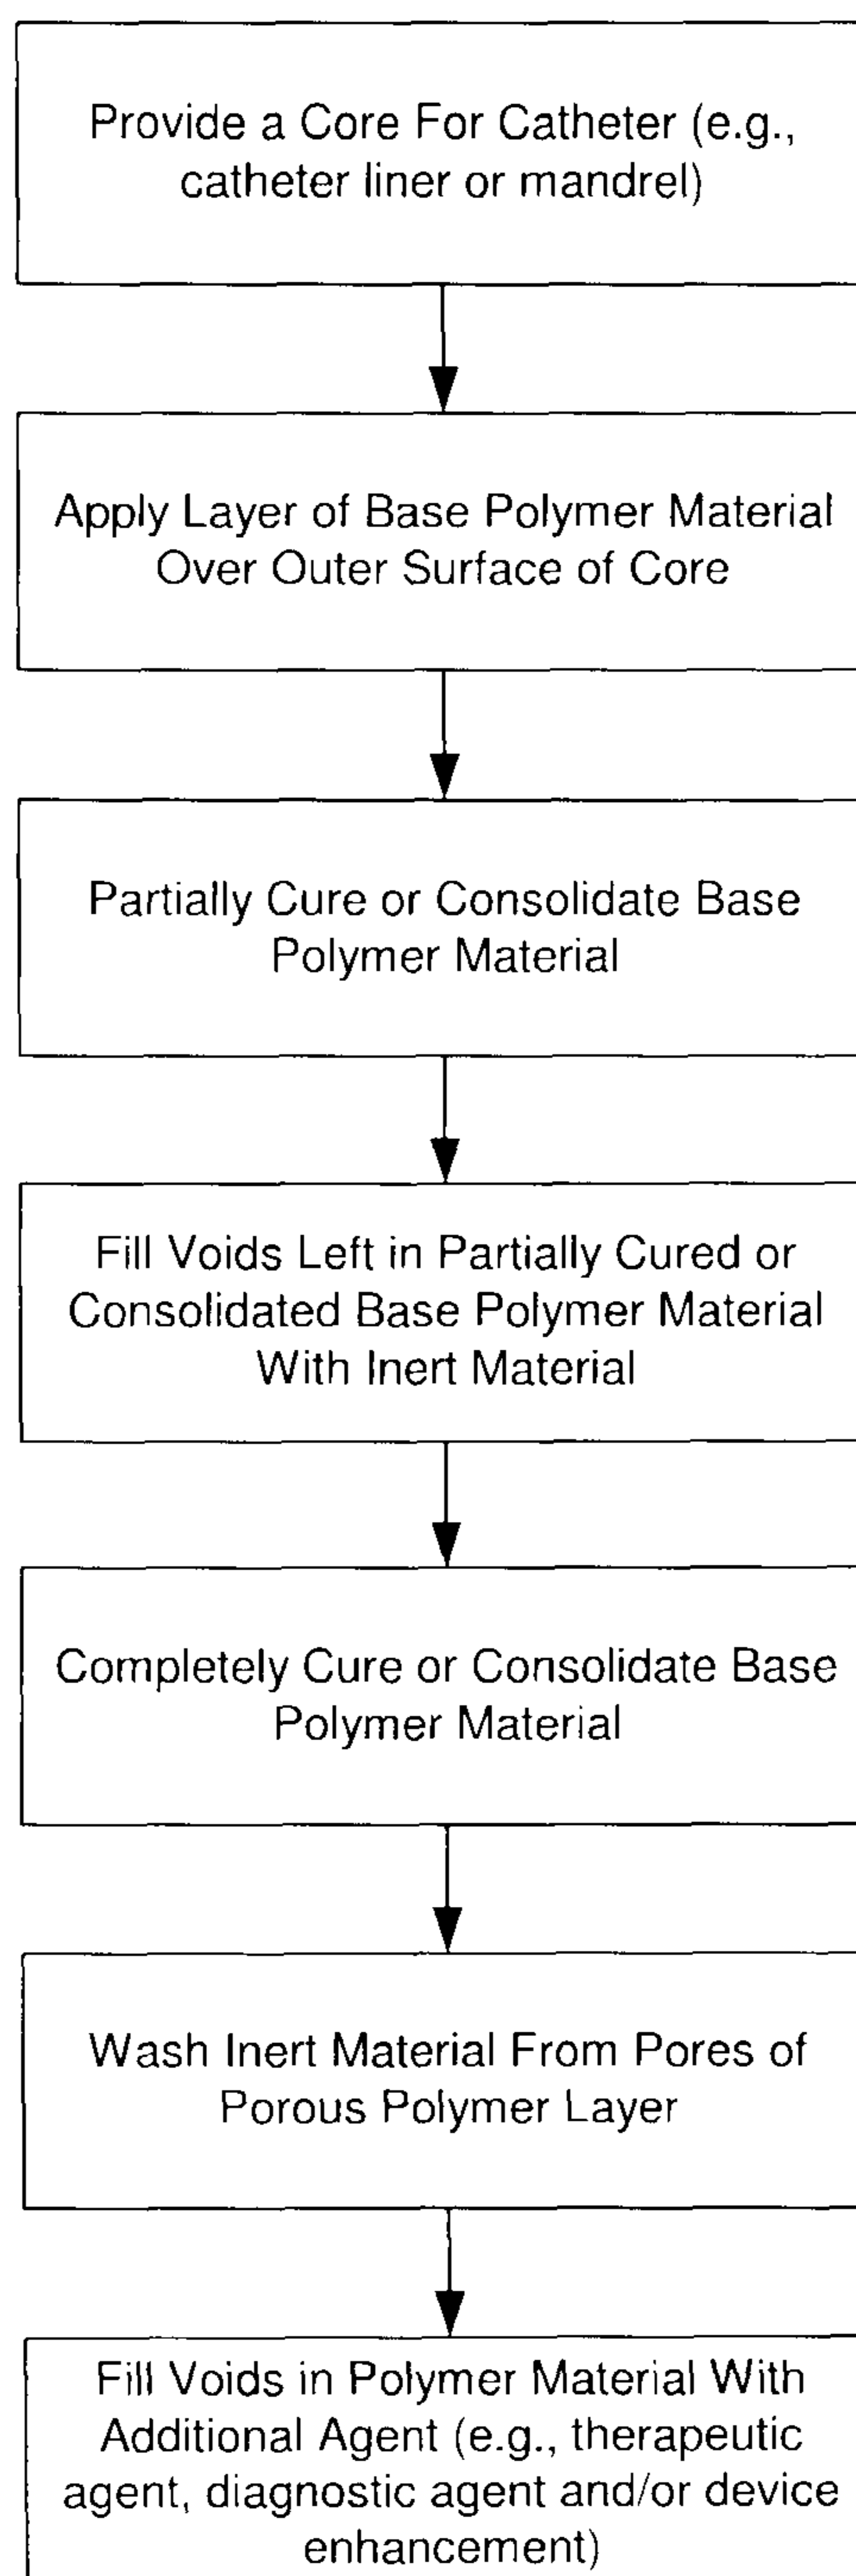 Provide a Core For Catheter (e.g.,
catheter liner or mandrel)
Apply Layer of Base Polymer Material
Over Outer Surface of Core
Partially Cure or Consolidate Base
Polymer Material
Fill Voids Left in Partially Cured or
Consolidated Base Polymer Material
With Inert Material
Completely Cure or Consolidate Base
Polymer Material
Wash Inert Material From Pores of
Porous Polymer Layer
Fill Voids in Polymer Material With
Additional Agent (e.g., therapeutic
agent, diagnostic agent and/or device
enhancement)